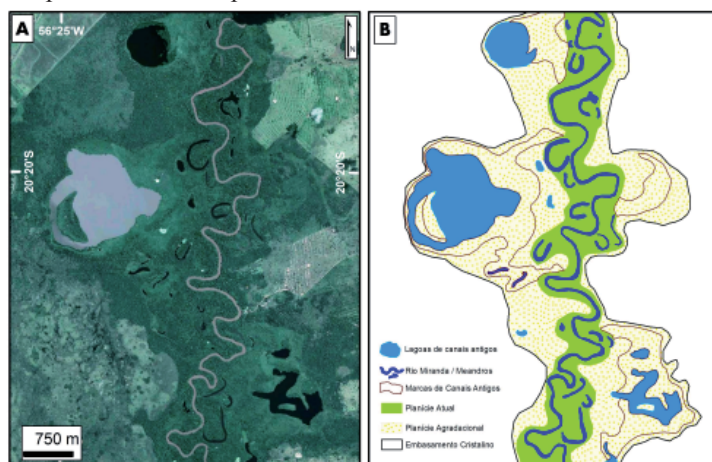 A
56°25'W
N
20°20'S
20°20'S
750 m
B
Lagoas de canais antigos
Rio Miranda / Meandros
Marcas de Canais Antigos
Planície Atual
Planície Agradacional
Embasamento Cristalino